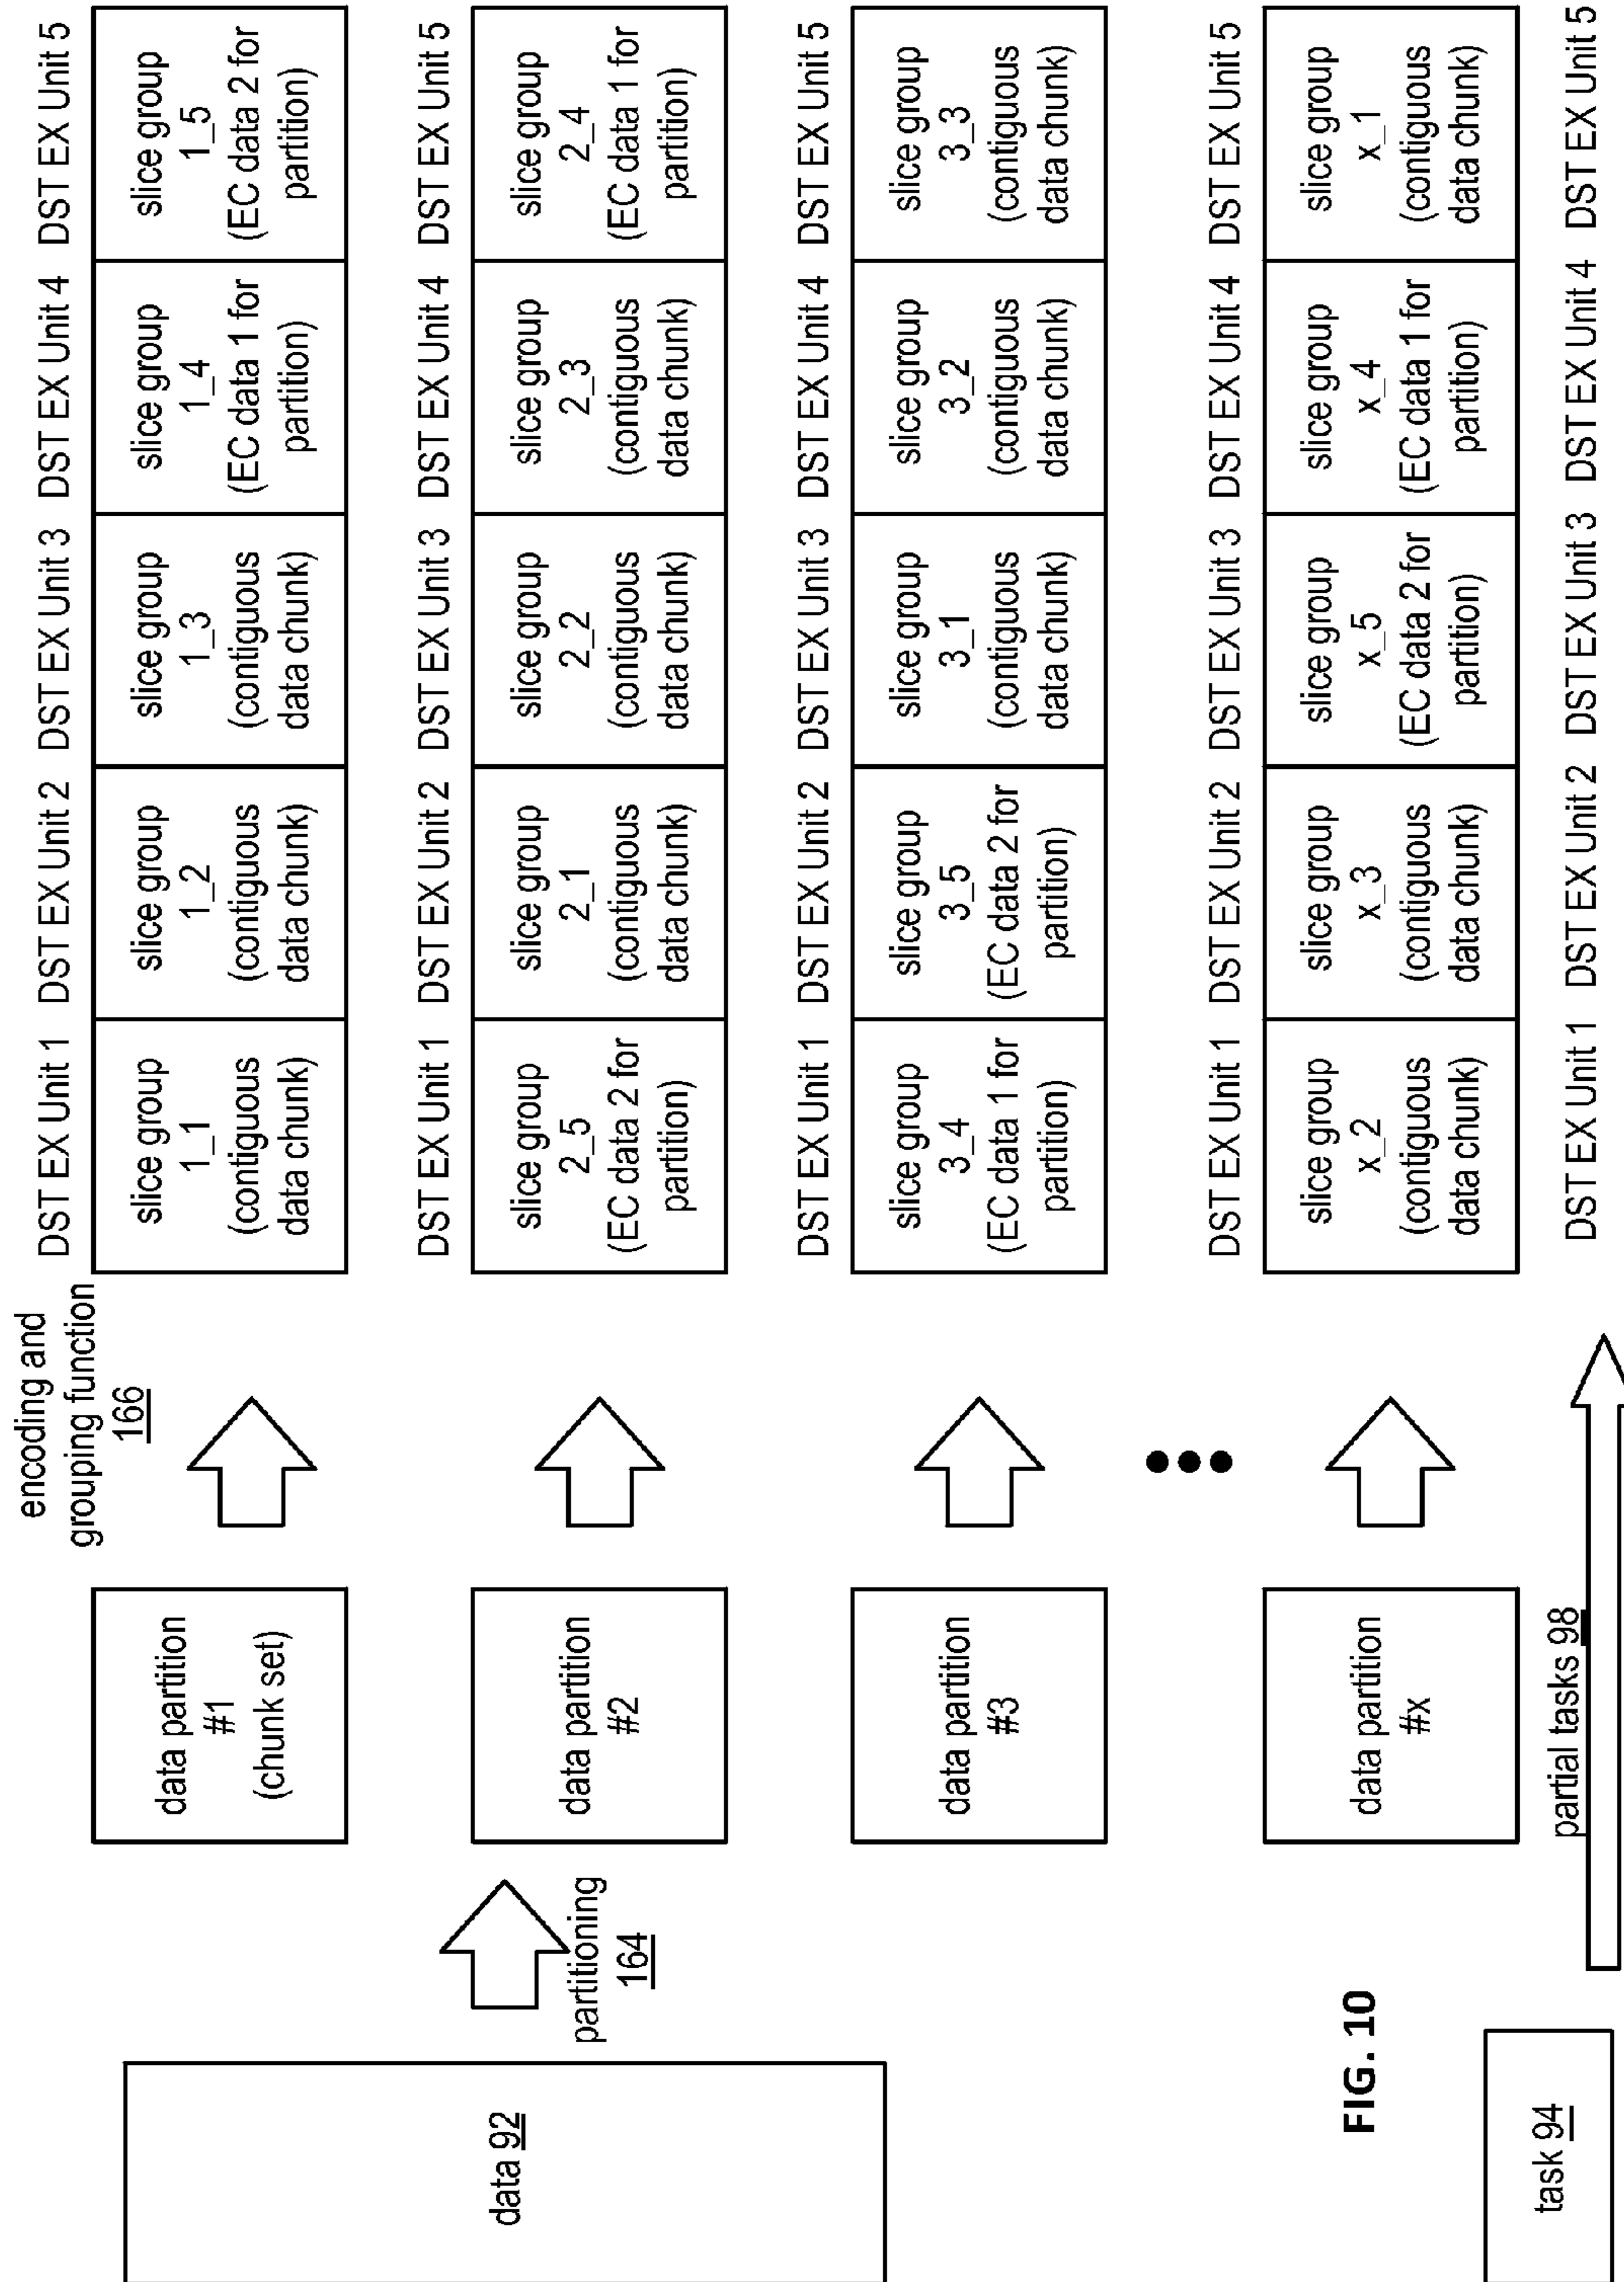 encoding and
grouping function
166
data 92
partitioning
164
data partition
#1
(chunk set)
DST EX Unit 1 DST EX Unit 2 DST EX Unit 3 DST EX Unit 4 DST EX Unit 5
slice group
1_1
(contiguous
data chunk)
slice group
1_2
(contiguous
data chunk)
slice group
1_3
(contiguous
data chunk)
slice group
1_4
(EC data 1 for
partition)
slice group
1_5
(EC data 2 for
partition)
data partition
#2
DST EX Unit 1 DST EX Unit 2 DST EX Unit 3 DST EX Unit 4 DST EX Unit 5
slice group
2_5
(EC data 2 for
partition)
slice group
2_1
(contiguous
data chunk)
slice group
2_2
(contiguous
data chunk)
slice group
2_3
(contiguous
data chunk)
slice group
2_4
(EC data 1 for
partition)
data partition
#3
DST EX Unit 1 DST EX Unit 2 DST EX Unit 3 DST EX Unit 4 DST EX Unit 5
slice group
3_4
(EC data 1 for
partition)
slice group
3_5
(EC data 2 for
partition)
slice group
3_1
(contiguous
data chunk)
slice group
3_2
(contiguous
data chunk)
slice group
3_3
(contiguous
data chunk)
data partition
#x
DST EX Unit 1 DST EX Unit 2 DST EX Unit 3 DST EX Unit 4 DST EX Unit 5
slice group
x_2
(contiguous
data chunk)
slice group
x_3
(contiguous
data chunk)
slice group
x_5
(EC data 2 for
partition)
slice group
x_4
(EC data 1 for
partition)
slice group
x_1
(contiguous
data chunk)
FIG. 10
task 94
partial tasks 98
DST EX Unit 1 DST EX Unit 2 DST EX Unit 3 DST EX Unit 4 DST EX Unit 5